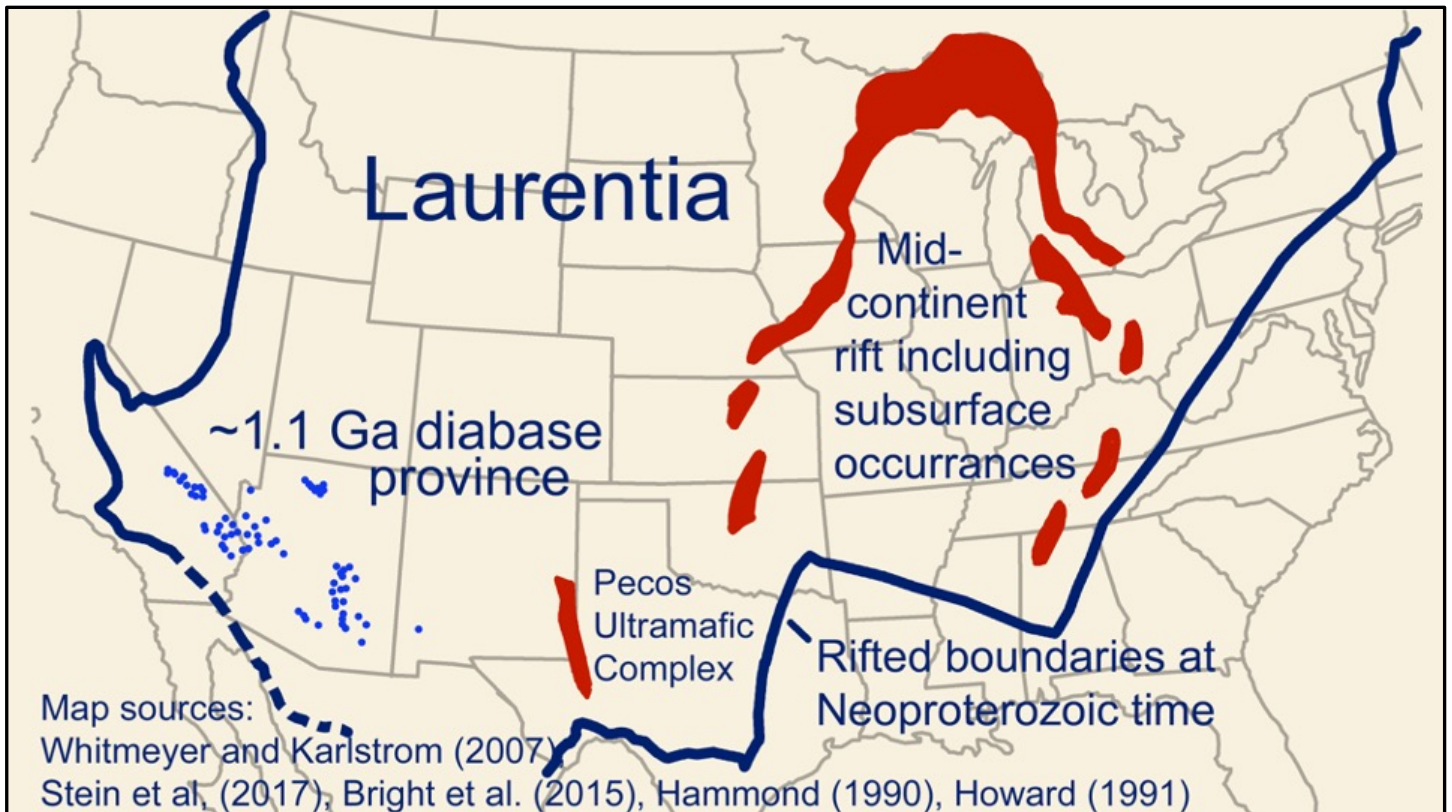 Laurentia
Mid-
continent
rift including
subsurface
occurrances
~1.1 Ga diabase
province
Pecos
Ultramafic
Complex
Rifted boundaries at
Neoproterozoic time
Map sources:
Whitmeyer and Karlstrom (2007),
Stein et al, (2017), Bright et al. (2015), Hammond (1990), Howard (1991)